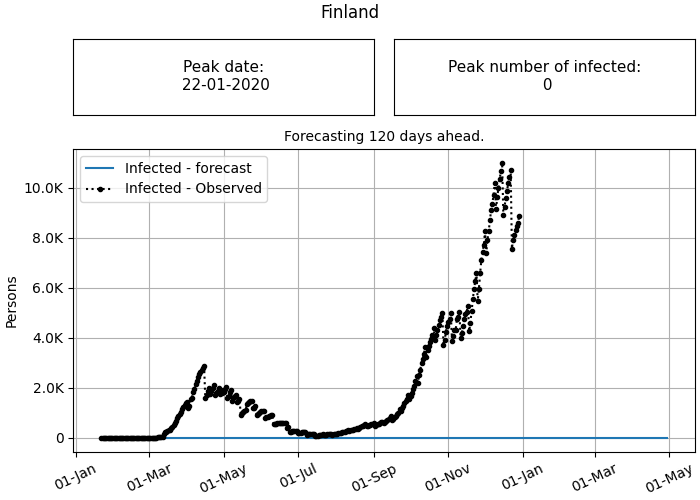 Finland
Peak date:
22-01-2020
Peak number of infected:
0
Forecasting 120 days ahead.
Infected - forecast
Infected - Observed
10.0K
8.0K
6.0K
4.0K
2.0K
0
Persons
01-Jan
01-Mar
01-May
01-Jul
01-Sep
01-Nov
01-Jan
01-Mar
01-May